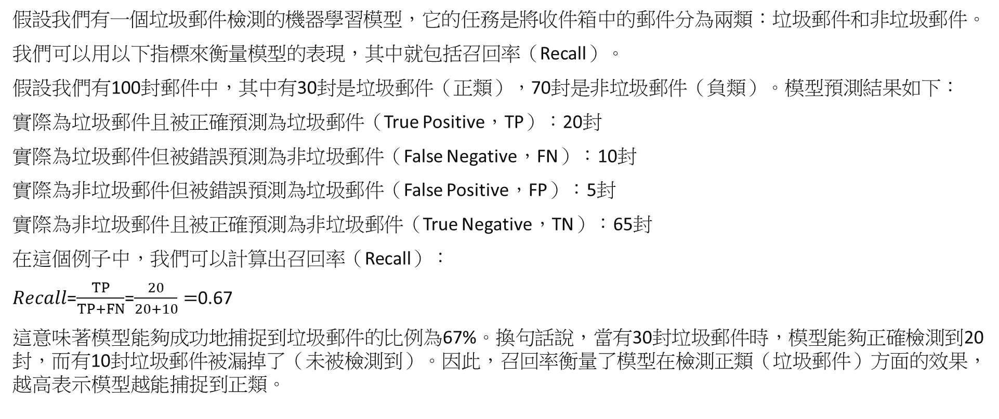 假設我們有一個垃圾郵件檢測的機器學習模型，它的任務是將收件箱中的郵件分為兩類：垃圾郵件和非垃圾郵件。
我們可以用以下指標來衡量模型的表現，其中就包括召回率（Recall）。
假設我們有100封郵件中，其中有30封是垃圾郵件（正類），70封是非垃圾郵件（負類）。模型預測結果如下：
實際為垃圾郵件且被正確預測為垃圾郵件（True Positive，TP）：20封
實際為垃圾郵件但被錯誤預測為非垃圾郵件（False Negative，FN）：10封
實際為非垃圾郵件但被錯誤預測為垃圾郵件（False Positive，FP）：5封
實際為非垃圾郵件且被正確預測為非垃圾郵件（True Negative，TN）：65封
在這個例子中，我們可以計算出召回率（Recall）：
Recall=TP/(TP+FN)=20/(20+10)=0.67
這意味著模型能夠成功地捕捉到垃圾郵件的比例為67%。換句話說，當有30封垃圾郵件時，模型能夠正確檢測到20
封，而有10封垃圾郵件被漏掉了（未被檢測到）。因此，召回率衡量了模型在檢測正類（垃圾郵件）方面的效果，
越高表示模型越能捕捉到正類。